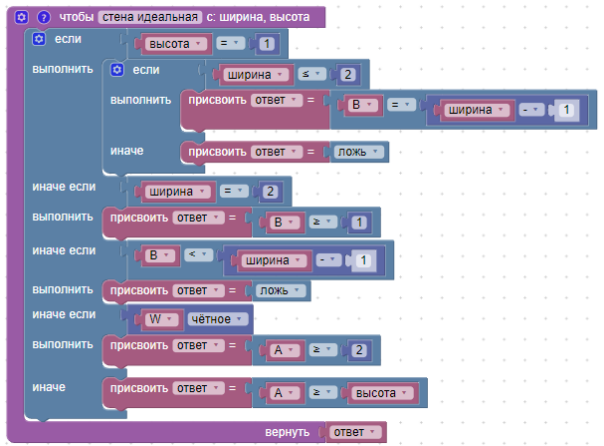 чтобы стена идеальная с: ширина, высота
если высота = 1
выполнить если ширина ≤ 2
выполнить присвоить ответ = B = ширина - 1
иначе присвоить ответ = ложь
иначе если ширина = 2
выполнить присвоить ответ = B ≥ 1
иначе если B < ширина - 1
выполнить присвоить ответ = ложь
иначе если W чётное
выполнить присвоить ответ = A ≥ 2
иначе присвоить ответ = A ≥ высота
вернуть ответ